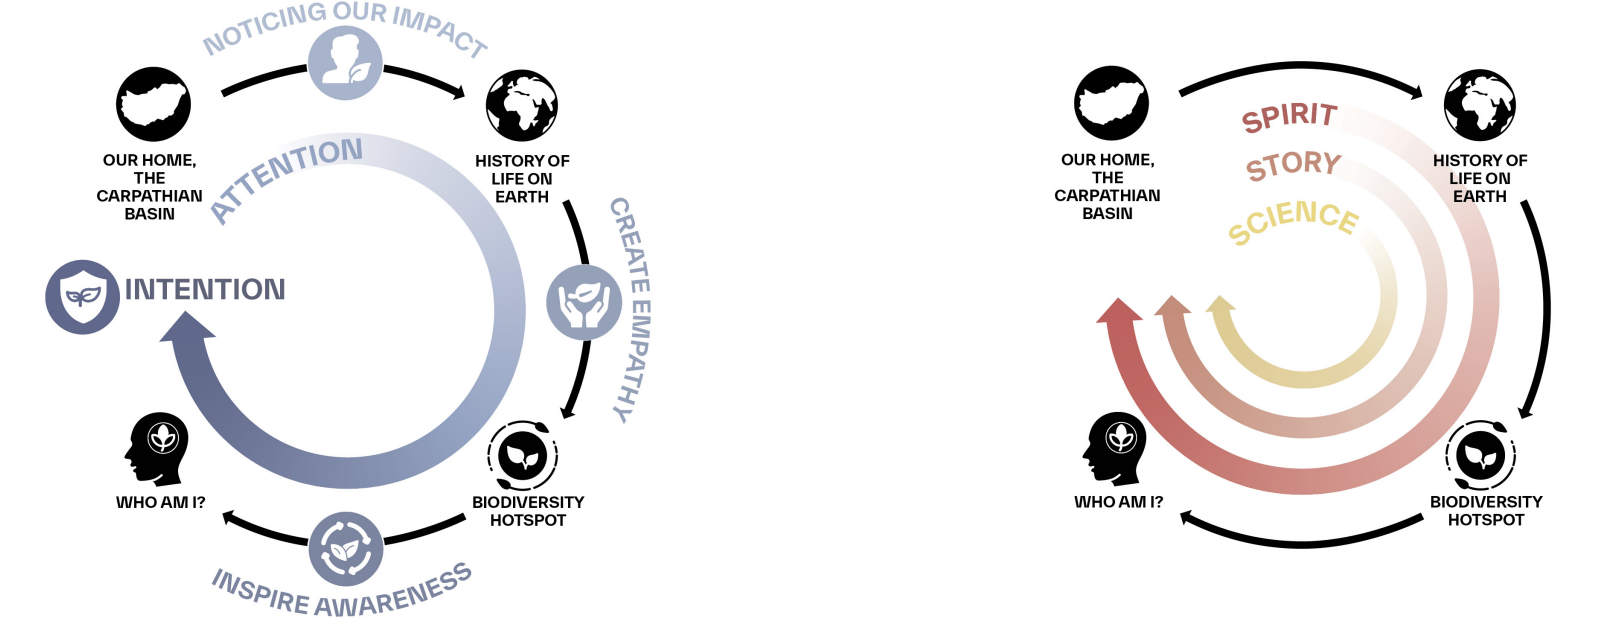 NOTICING OUR IMPACT
OUR HOME,
THE
CARPATHIAN
BASIN
ATTENTION
HISTORY OF
LIFE ON
EARTH
CREATE EMPATHY
INTENTION
WHO AM I?
BIODIVERSITY
HOTSPOT
INSPIRE AWARENESS
OUR HOME,
THE
CARPATHIAN
BASIN
SPIRIT
STORY
SCIENCE
HISTORY OF
LIFE ON
EARTH
WHO AM I?
BIODIVERSITY
HOTSPOT